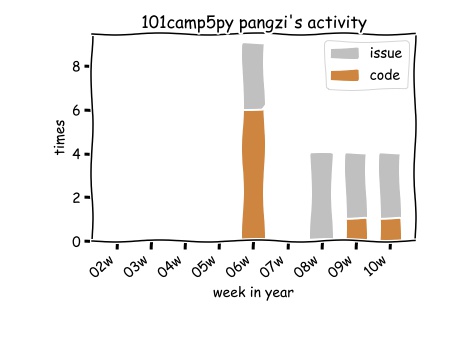 101camp5py pangzi's activity
issue
code
8
6
4
2
0
times
02w 03w 04w 05w 06w 07w 08w 09w 10w
week in year